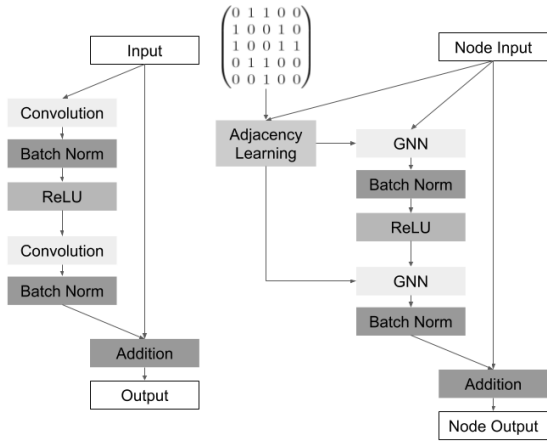 Input
Convolution
Batch Norm
ReLU
Convolution
Batch Norm
Addition
Output
0 1 1 0 0
1 0 0 1 0
1 0 0 1 1
0 1 1 0 0
0 0 1 0 0
Node Input
Adjacency
Learning
GNN
Batch Norm
ReLU
GNN
Batch Norm
Addition
Node Output